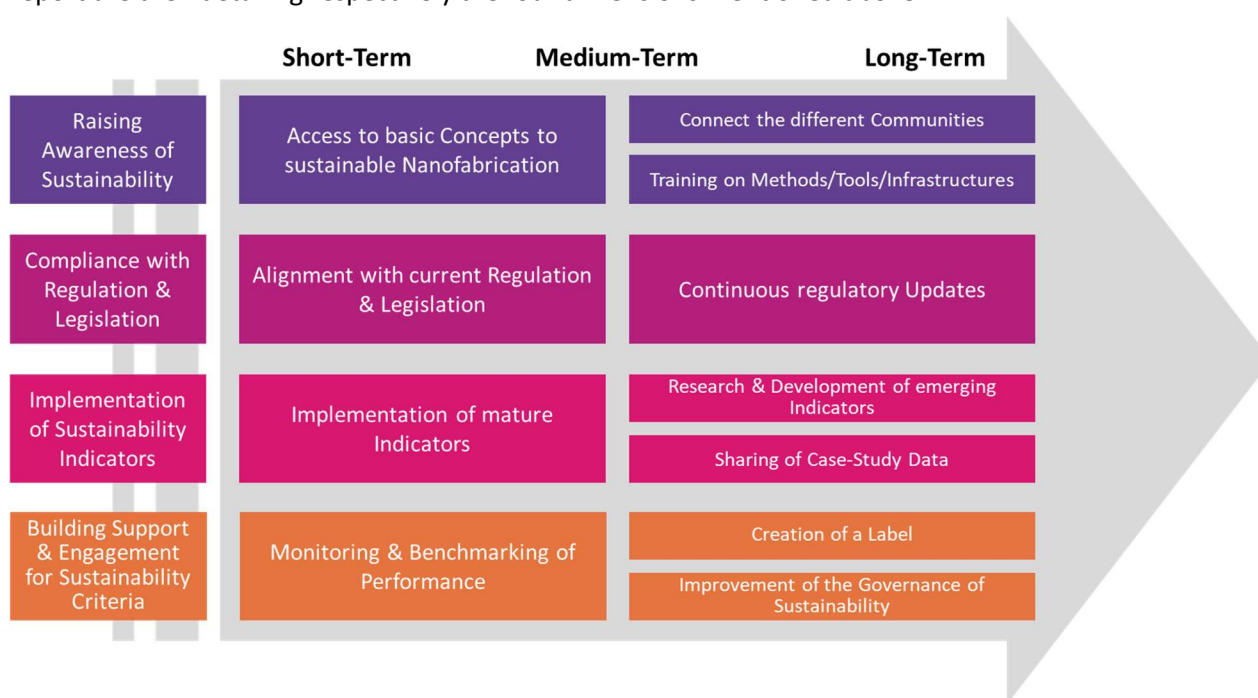 Short-Term Medium-Term Long-Term
Raising
Awareness of
Sustainability
Access to basic Concepts to
sustainable Nanofabrication
Connect the different Communities
Training on Methods/Tools/Infrastructures
Compliance with
Regulation &
Legislation
Alignment with current Regulation
& Legislation
Continuous regulatory Updates
Implementation
of Sustainability
Indicators
Implementation of mature
Indicators
Research & Development of emerging
Indicators
Sharing of Case-Study Data
Building Support
& Engagement
for Sustainability
Criteria
Monitoring & Benchmarking of
Performance
Creation of a Label
Improvement of the Governance of
Sustainability